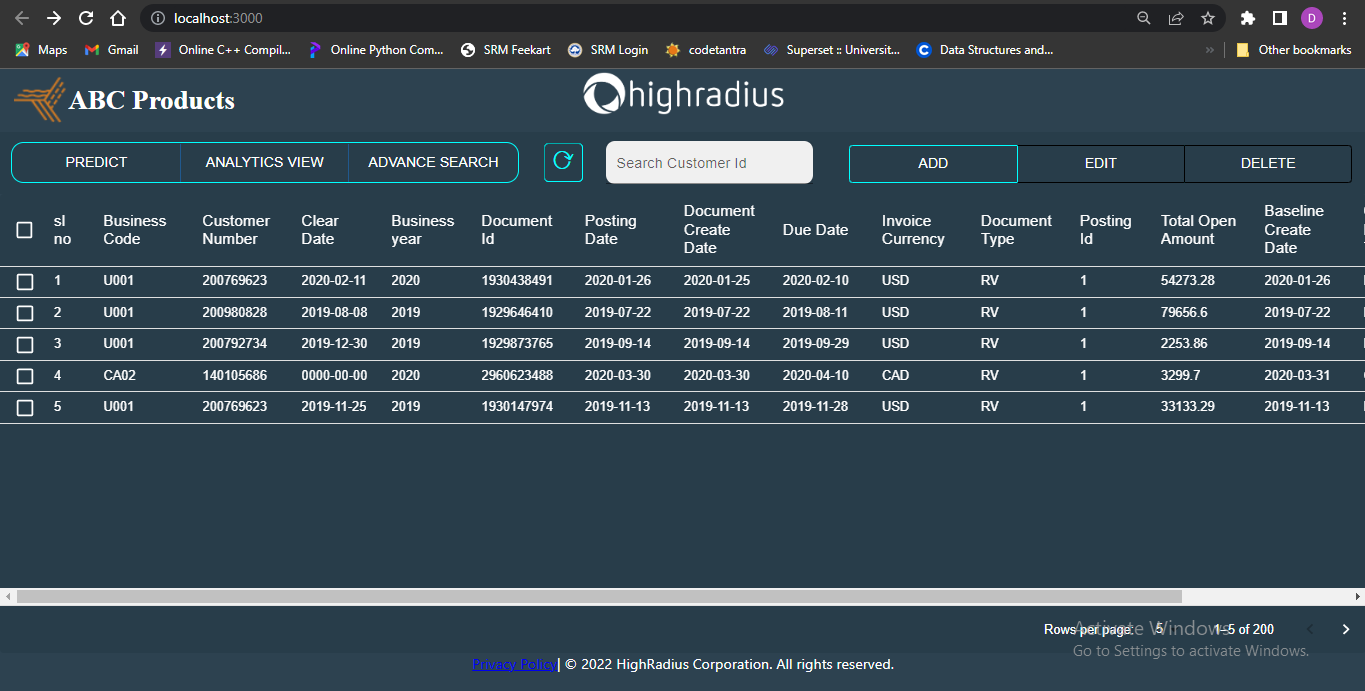 localhost:3000
D
Maps Gmail Online C++ Compil... Online Python Com... SRM Feekart SRM Login codetantra Superset :: Universit... Data Structures and... » Other bookmarks
ABC Products
highradius
PREDICT ANALYTICS VIEW ADVANCE SEARCH Search Customer Id ADD EDIT DELETE
sl no Business Code Customer Number Clear Date Business year Document Id Posting Date Document Create Date Due Date Invoice Currency Document Type Posting Id Total Open Amount Baseline Create Date
1 U001 200769623 2020-02-11 2020 1930438491 2020-01-26 2020-01-25 2020-02-10 USD RV 1 54273.28 2020-01-26
2 U001 200980828 2019-08-08 2019 1929646410 2019-07-22 2019-07-22 2019-08-11 USD RV 1 79656.6 2019-07-22
3 U001 200792734 2019-12-30 2019 1929873765 2019-09-14 2019-09-14 2019-09-29 USD RV 1 2253.86 2019-09-14
4 CA02 140105686 0000-00-00 2020 2960623488 2020-03-30 2020-03-30 2020-04-10 CAD RV 1 3299.7 2020-03-31
5 U001 200769623 2019-11-25 2019 1930147974 2019-11-13 2019-11-13 2019-11-28 USD RV 1 33133.29 2019-11-13
Rows per page: 5 1–5 of 200
Activate Windows
Go to Settings to activate Windows.
Privacy Policy| © 2022 HighRadius Corporation. All rights reserved.